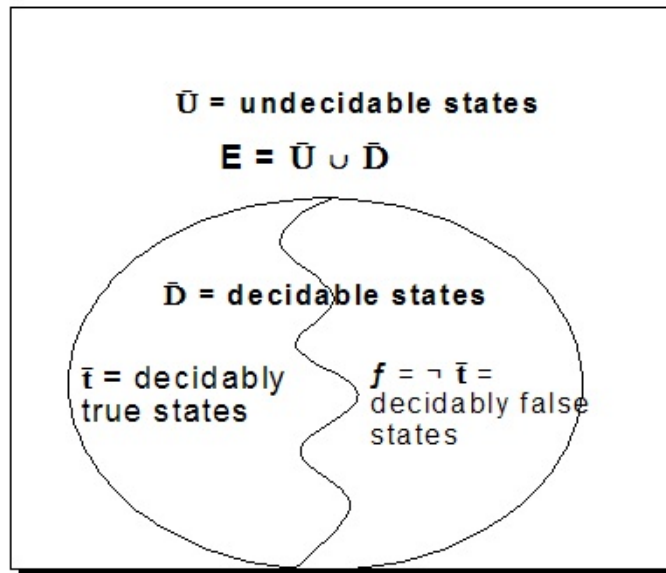 Ū = undecidable states
E = Ū ∪ D̄
D̄ = decidable states
t̄ = decidably
true states
f = ¬ t̄ =
decidably false
states